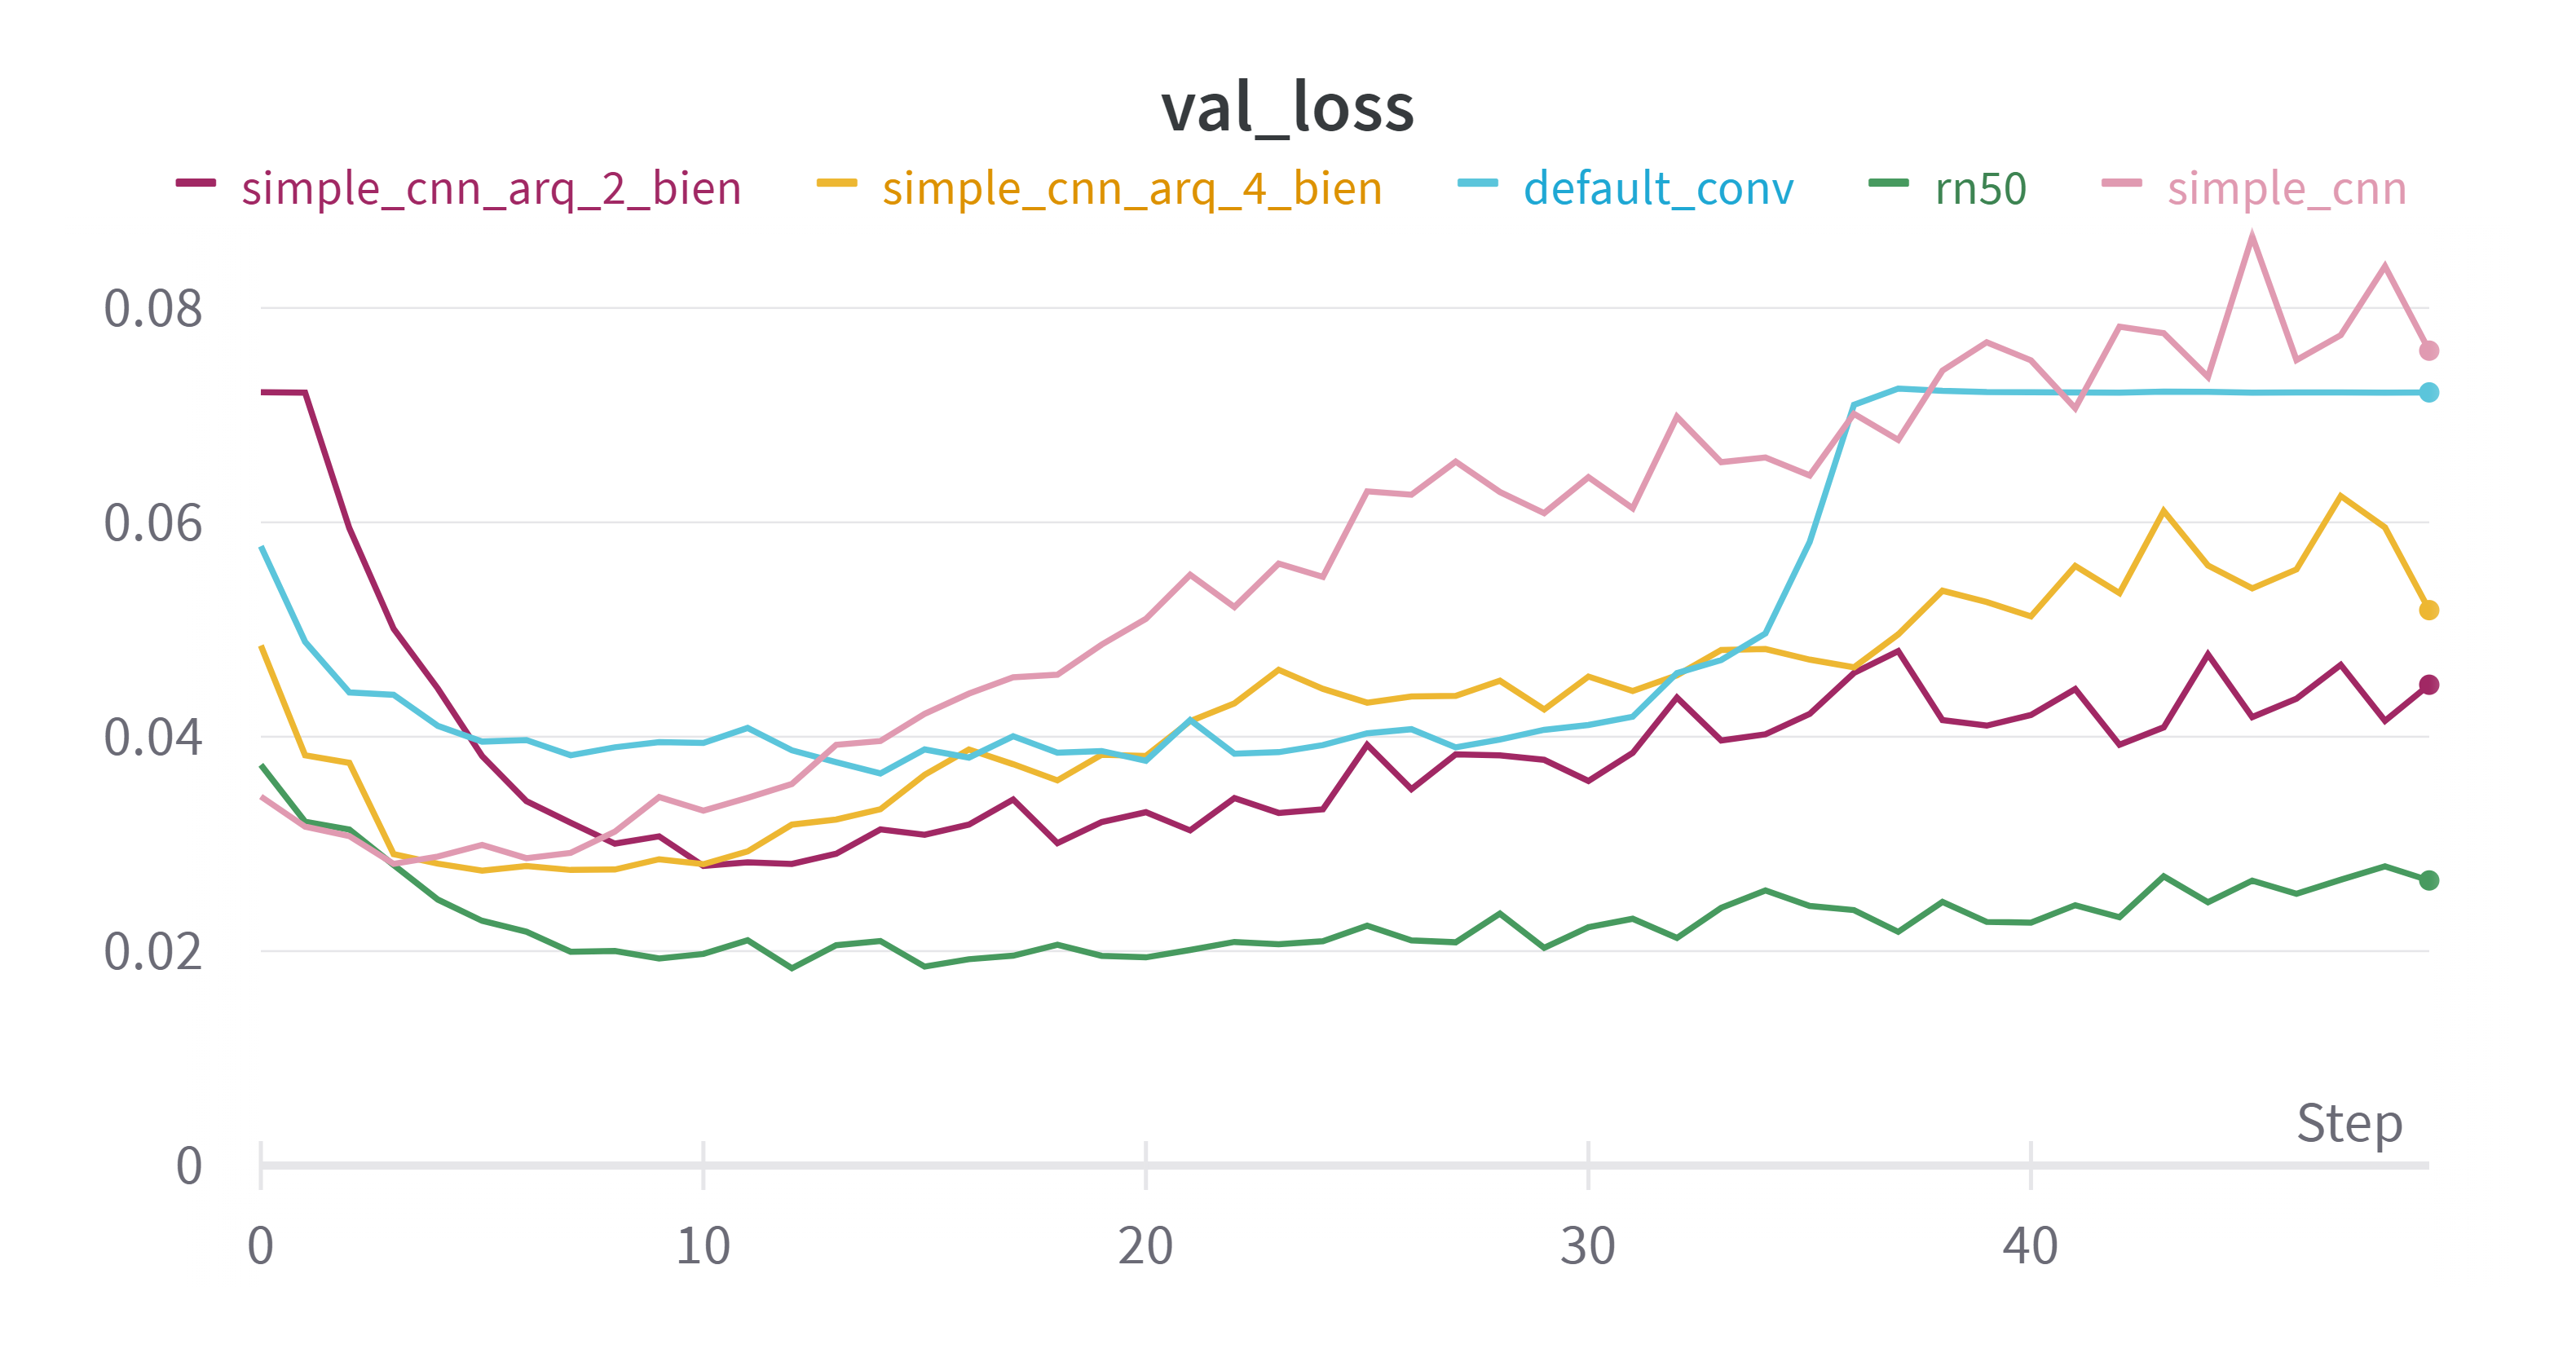 val_loss
simple_cnn_arq_2_bien simple_cnn_arq_4_bien default_conv rn50 simple_cnn
0.08
0.06
0.04
0.02
0
Step
0 10 20 30 40